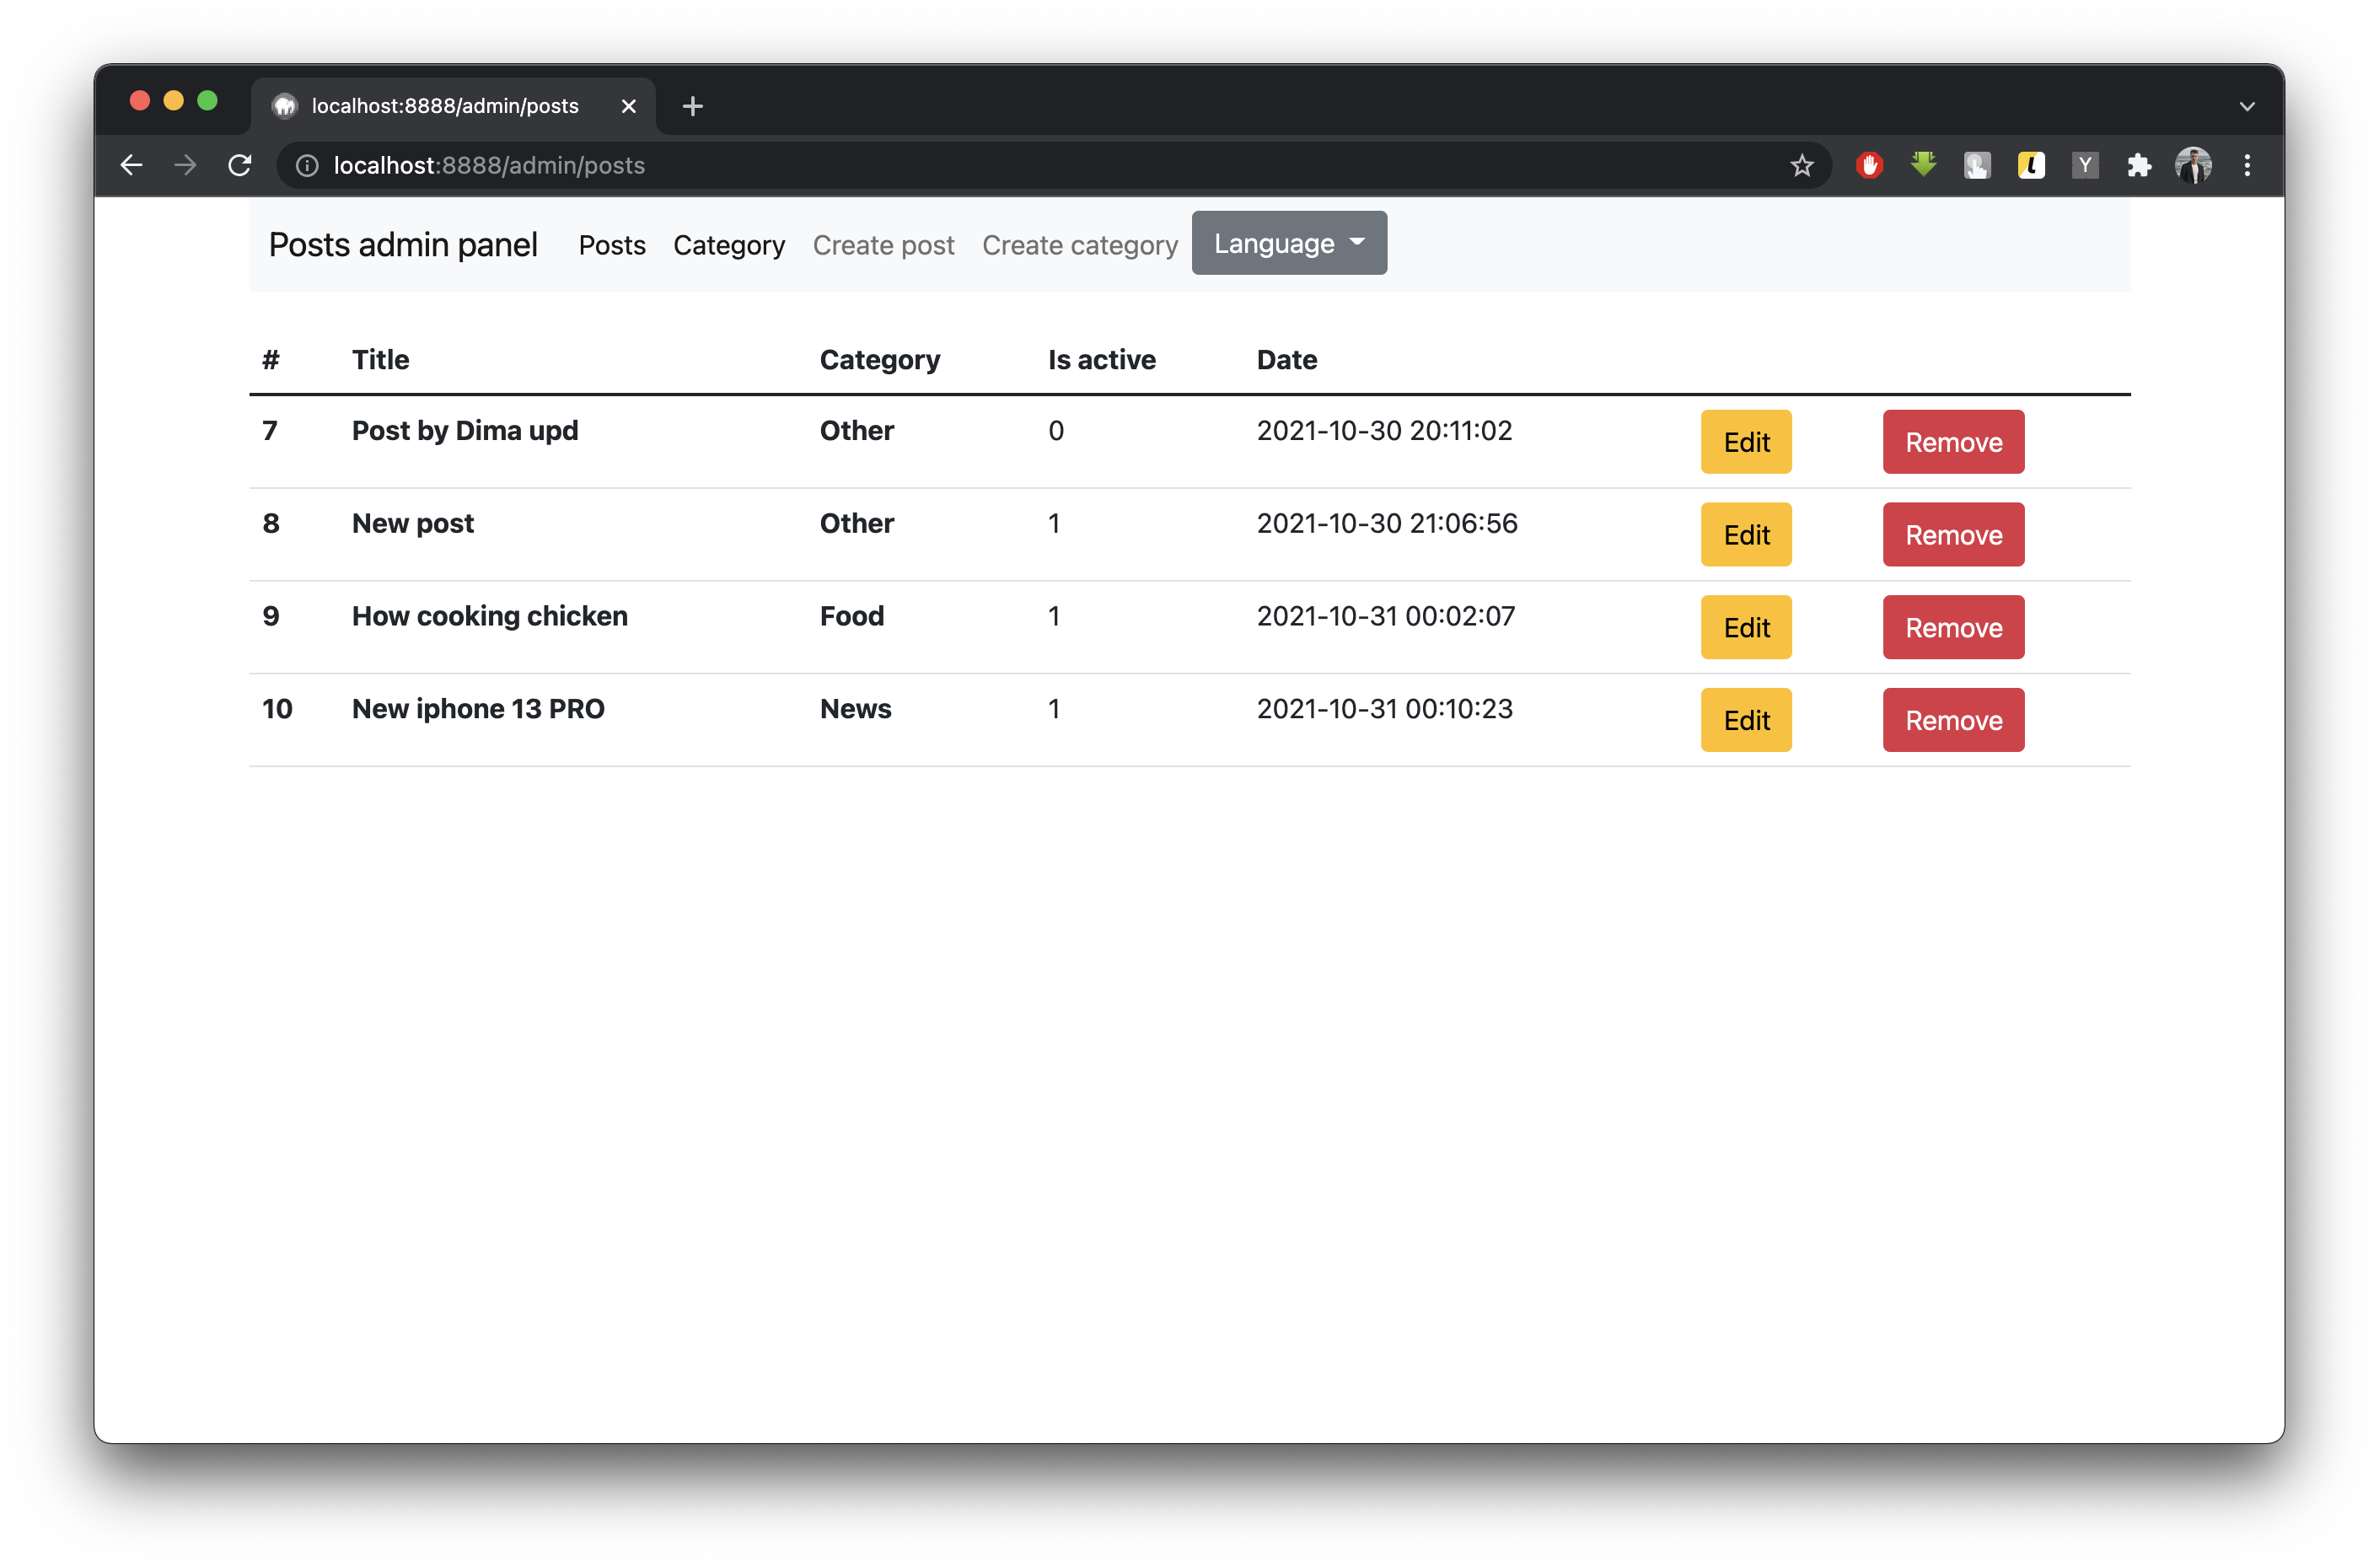 localhost:8888/admin/posts
localhost:8888/admin/posts
Y
Posts admin panel Posts Category Create post Create category Language
# Title Category Is active Date
7 Post by Dima upd Other 0 2021-10-30 20:11:02 Edit Remove
8 New post Other 1 2021-10-30 21:06:56 Edit Remove
9 How cooking chicken Food 1 2021-10-31 00:02:07 Edit Remove
10 New iphone 13 PRO News 1 2021-10-31 00:10:23 Edit Remove